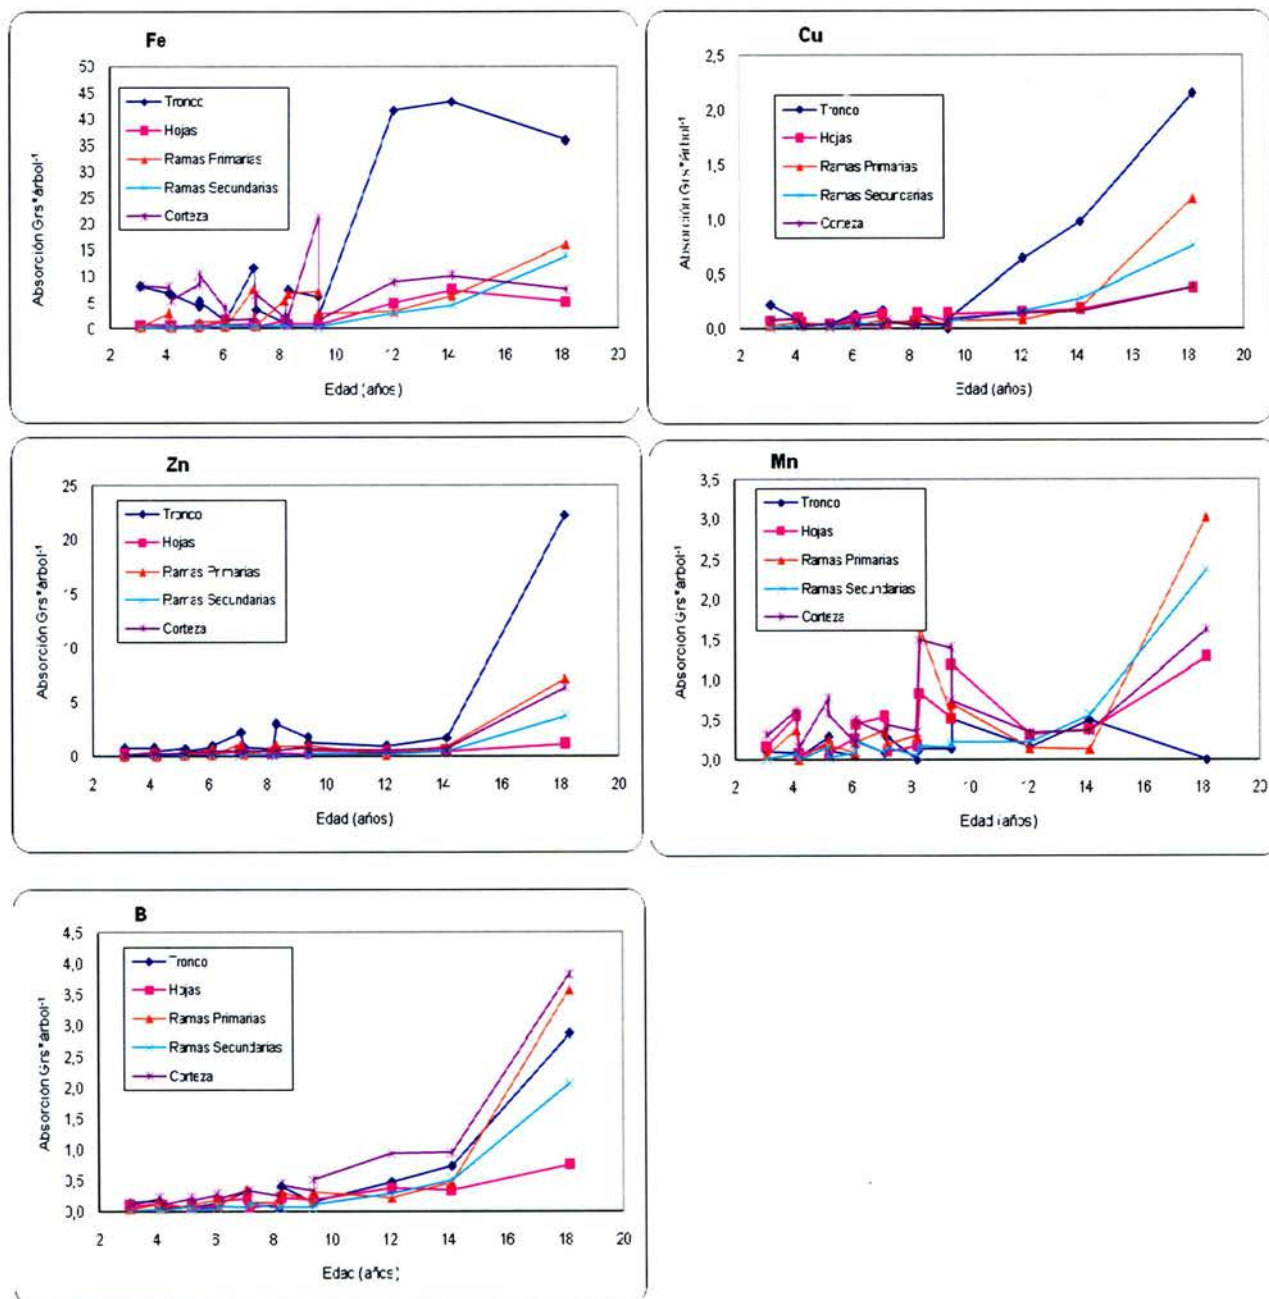 Fe
50
45
40
35
30
25
20
15
10
5
0
Absorción Grs*árbol-1
Tronco
Hojas
Ramas Primarias
Ramas Secundarias
Corteza
2 4 6 8 10 12 14 16 18 20
Edad (años)
Cu
2,5
2,0
1,5
1,0
0,5
0,0
Absorción Grs*árbol-1
Tronco
Hojas
Ramas Primarias
Ramas Secundarias
Corteza
2 4 6 8 10 12 14 16 18 20
Edad (años)
Zn
25
20
15
10
5
0
Absorción Grs*árbol-1
Tronco
Hojas
Ramas Primarias
Ramas Secundarias
Corteza
2 4 6 8 10 12 14 16 18 20
Edad (años)
Mn
3,5
3,0
2,5
2,0
1,5
1,0
0,5
0,0
Absorción Grs*árbol-1
Tronco
Hojas
Ramas Primarias
Ramas Secundarias
Corteza
2 4 6 8 10 12 14 16 18 20
Edad (años)
B
4,5
4,0
3,5
3,0
2,5
2,0
1,5
1,0
0,5
0,0
Absorción Grs*árbol-1
Tronco
Hojas
Ramas Primarias
Ramas Secundarias
Corteza
2 4 6 8 10 12 14 16 18 20
Edad (años)